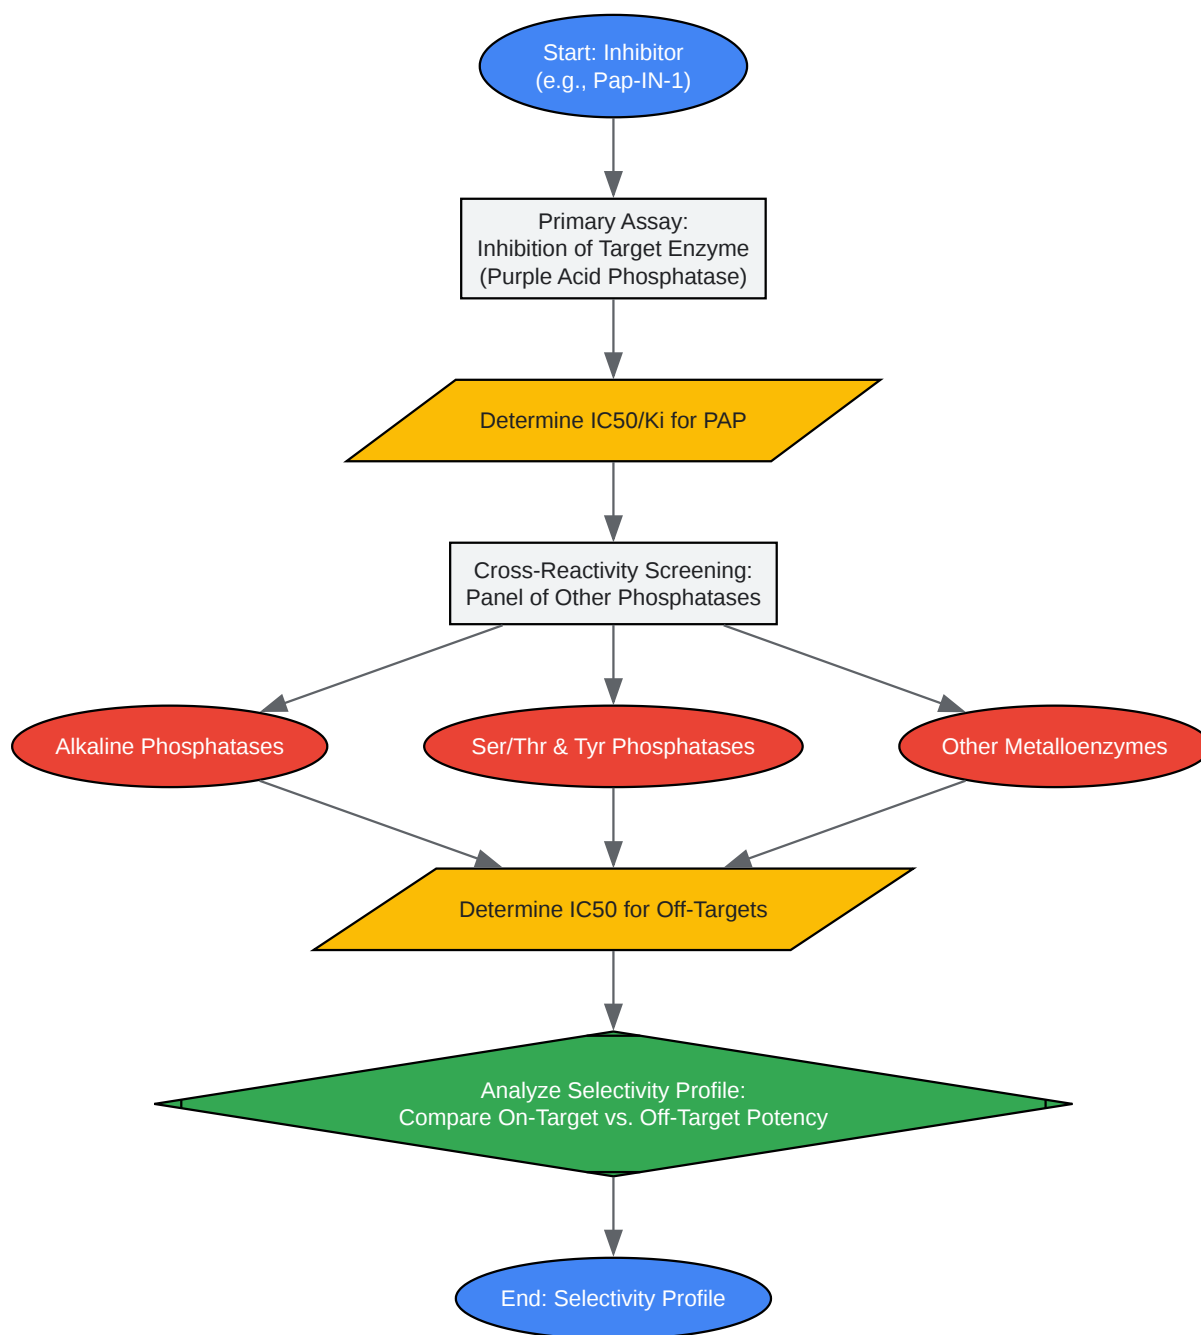 Start: Inhibitor
(e.g., Pap-IN-1)
Primary Assay:
Inhibition of Target Enzyme
(Purple Acid Phosphatase)
Determine IC50/Ki for PAP
Cross-Reactivity Screening:
Panel of Other Phosphatases
Alkaline Phosphatases
Ser/Thr & Tyr Phosphatases
Other Metalloenzymes
Determine IC50 for Off-Targets
Analyze Selectivity Profile:
Compare On-Target vs. Off-Target Potency
End: Selectivity Profile